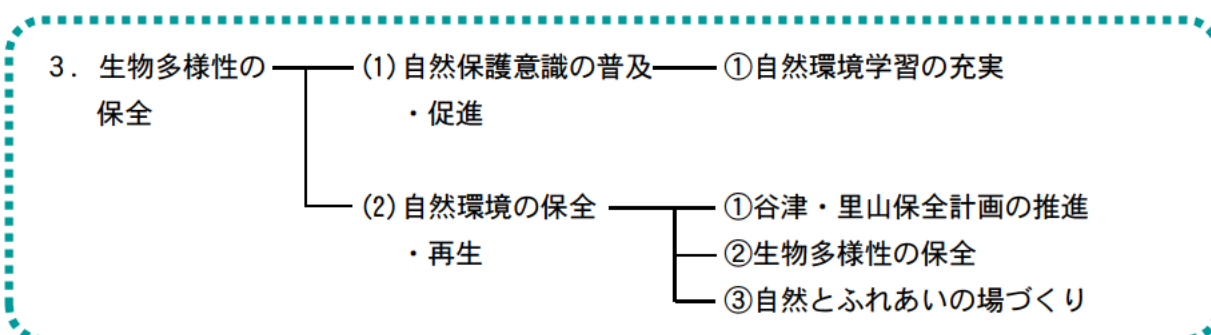 3. 生物多様性の (1)自然保護意識の普及 ①自然環境学習の充実
保全 ・促進
(2)自然環境の保全 ①谷津・里山保全計画の推進
・再生 ②生物多様性の保全
③自然とふれあいの場づくり